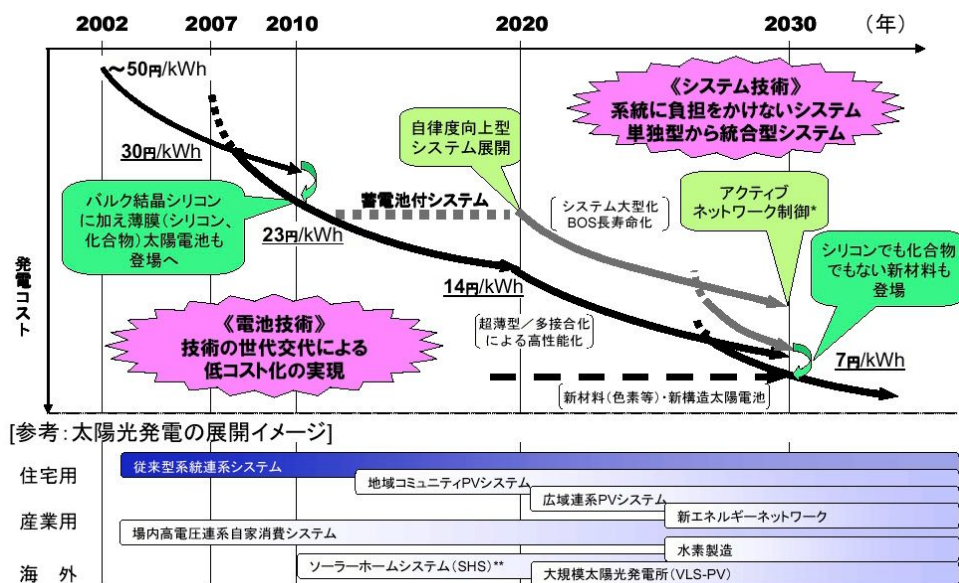 2002 2007 2010 2020 2030 (年)
~50円/kWh
《システム技術》
系統に負担をかけないシステム
単独型から統合型システム
自律度向上型
システム展開
30円/kWh
バルク結晶シリコン
に加え薄膜(シリコン、
化合物)太陽電池も
登場へ
蓄電池付システム
システム大型化
BOS長寿命化
アクティブ
ネットワーク制御*
23円/kWh
シリコンでも化合物
でもない新材料も
登場
発電コスト
14円/kWh
《電池技術》
技術の世代交代による
低コスト化の実現
超薄型/多接合化
による高性能化
7円/kWh
新材料(色素等)・新構造太陽電池
[参考:太陽光発電の展開イメージ]
住宅用
従来型系統連系システム
地域コミュニティPVシステム
広域連系PVシステム
産業用
新エネルギーネットワーク
場内高電圧連系自家消費システム
水素製造
海 外
ソーラーホームシステム(SHS)**
大規模太陽光発電所(VLS-PV)